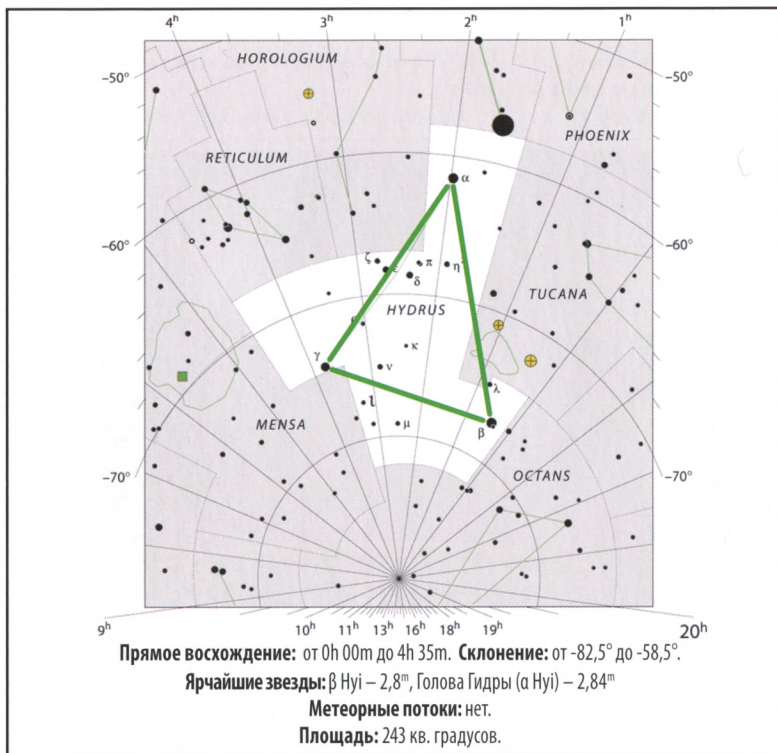 4h 3h 2h 1h
HOROLOGIUM
–50° –50°
PHOENIX
RETICULUM
α
–60° –60°
ζ ε π η
δ
TUCANA
HYDRUS
κ
γ ν
λ
ι
MENSA μ β
OCTANS
–70° –70°
9h 10h 11h 13h 16h 18h 19h 20h
Прямое восхождение: от 0h 00m до 4h 35m. Склонение: от -82,5° до -58,5°.
Ярчайшие звезды: β Hyi – 2,8m, Голова Гидры (α Hyi) – 2,84m
Метеорные потоки: нет.
Площадь: 243 кв. градусов.